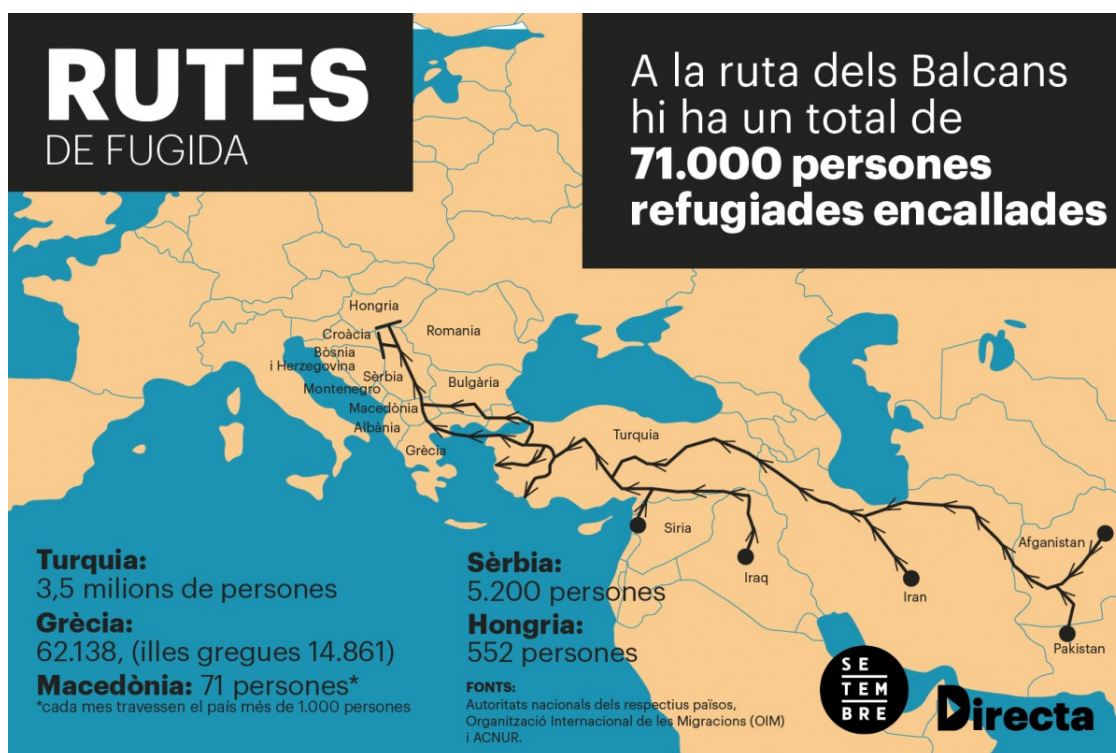 RUTES
DE FUGIDA
A la ruta dels Balcans
hi ha un total de
71.000 persones
refugiades encallades
Hongria
Romania
Croàcia
Bòsnia
i Herzegovina
Sèrbia
Montenegro
Bulgària
Macedònia
Albània
Grècia
Turquia
Siria
Iraq
Iran
Afganistan
Pakistan
Turquia:
3,5 milions de persones
Grècia:
62.138, (illes gregues 14.861)
Macedònia: 71 persones*
*cada mes travessen el país més de 1.000 persones
Sèrbia:
5.200 persones
Hongria:
552 persones
FONTS:
Autoritats nacionals dels respectius països,
Organització Internacional de les Migracions (OIM)
i ACNUR.
SE
TEM
BRE
Directa